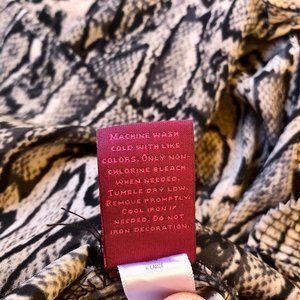 Machine wash
cold with like
colors. Only non-
chlorine bleach
when needed.
Tumble dry low.
Remove promptly.
Cool iron if
needed. Do not
iron decoration.